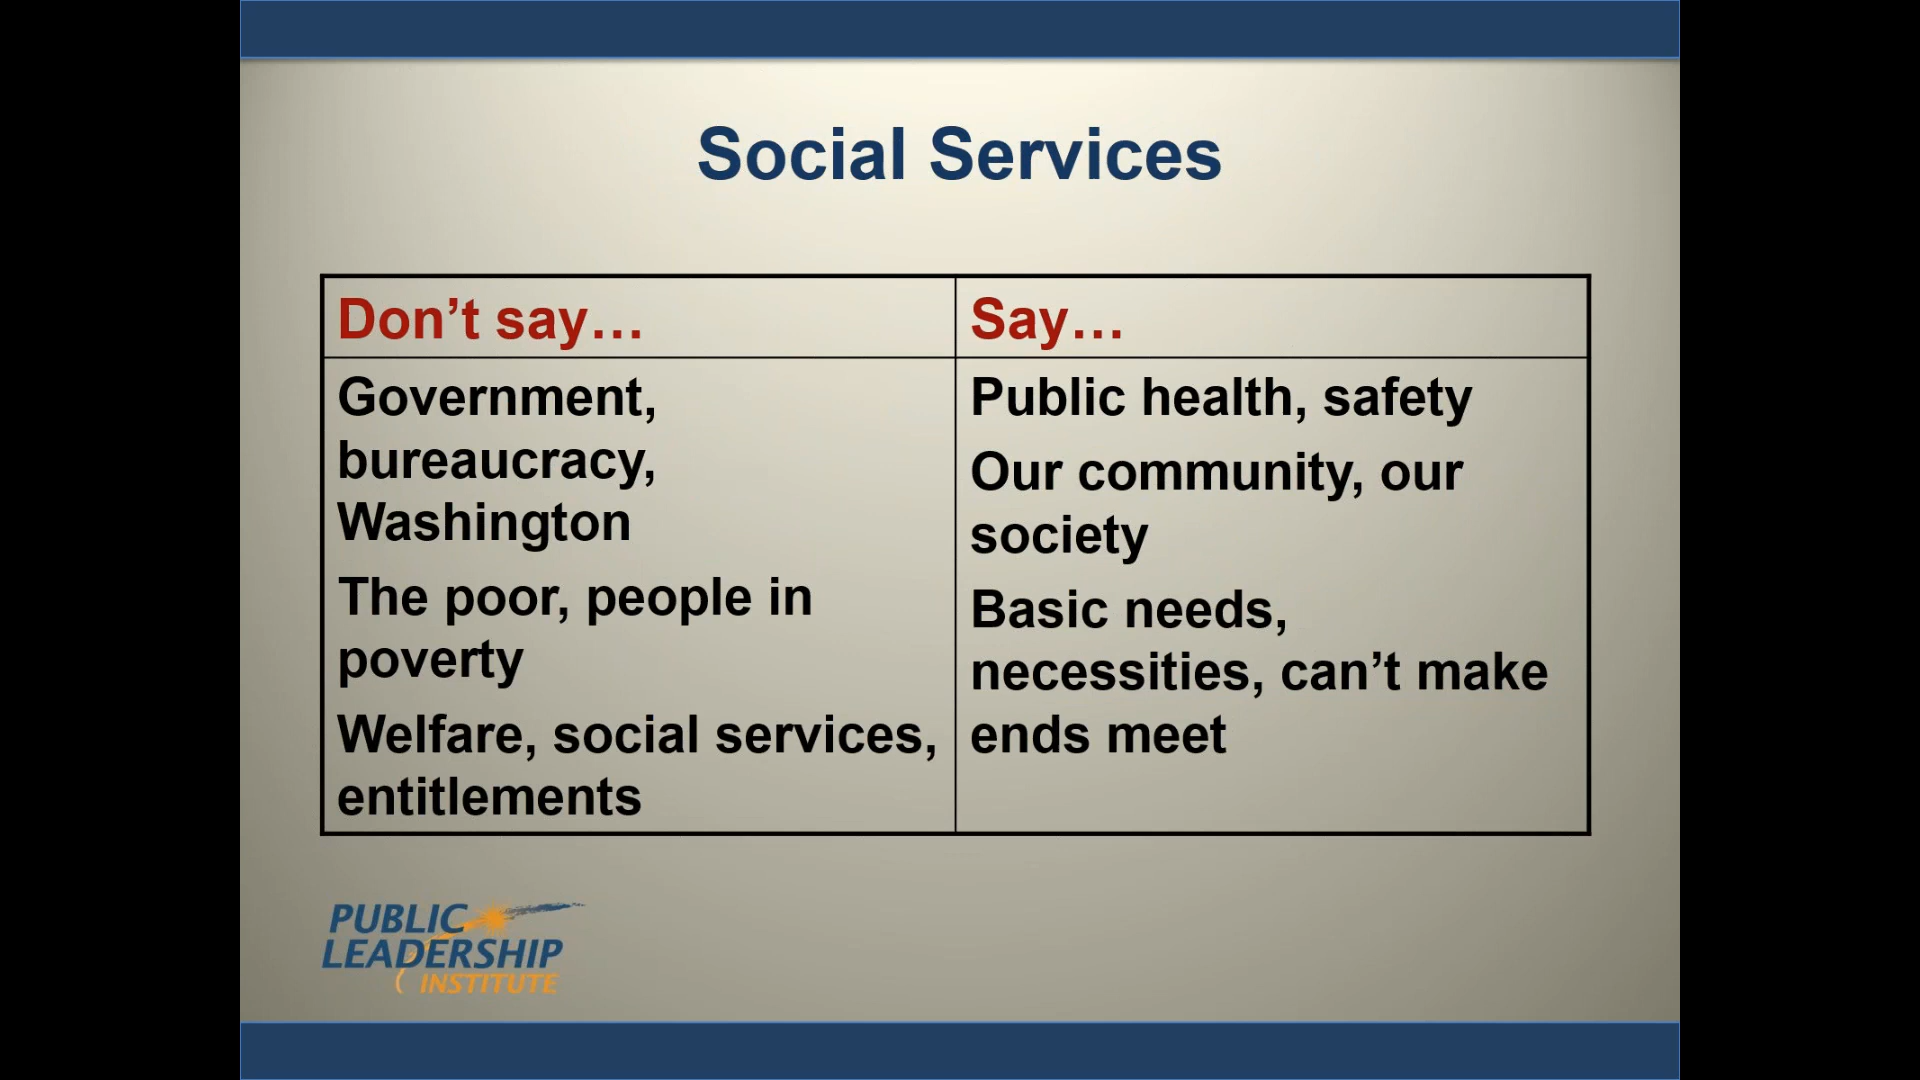 Social Services
Don’t say…
Government,
bureaucracy,
Washington
The poor, people in
poverty
Welfare, social services,
entitlements
Say…
Public health, safety
Our community, our
society
Basic needs,
necessities, can’t make
ends meet
PUBLIC
LEADERSHIP
INSTITUTE